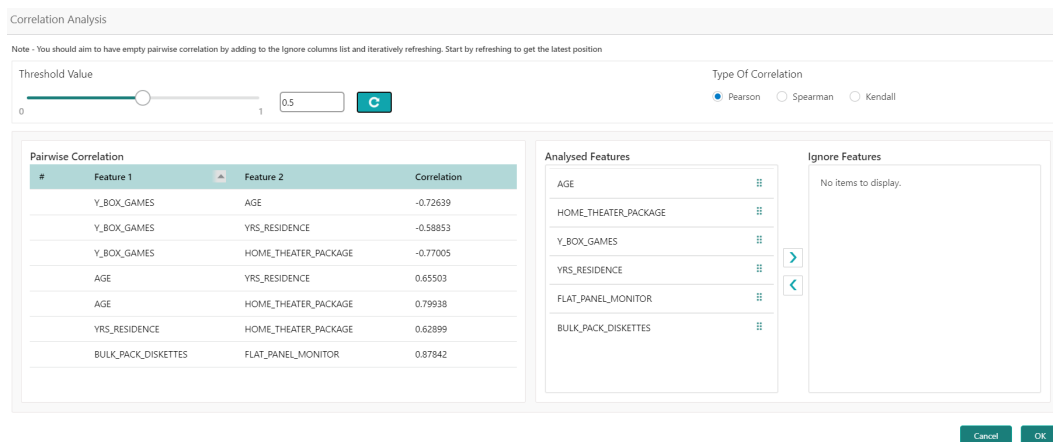 Correlation Analysis
Note - You should aim to have empty pairwise correlation by adding to the Ignore columns list and iteratively refreshing. Start by refreshing to get the latest position
Threshold Value
0 1 0.5
Type Of Correlation
Pearson Spearman Kendall
Pairwise Correlation
# Feature 1 Feature 2 Correlation
Y_BOX_GAMES AGE -0.72639
Y_BOX_GAMES YRS_RESIDENCE -0.58853
Y_BOX_GAMES HOME_THEATER_PACKAGE -0.77005
AGE YRS_RESIDENCE 0.65503
AGE HOME_THEATER_PACKAGE 0.79938
YRS_RESIDENCE HOME_THEATER_PACKAGE 0.62899
BULK_PACK_DISKETTES FLAT_PANEL_MONITOR 0.87842
Analysed Features
AGE
HOME_THEATER_PACKAGE
Y_BOX_GAMES
YRS_RESIDENCE
FLAT_PANEL_MONITOR
BULK_PACK_DISKETTES
Ignore Features
No items to display.
Cancel OK